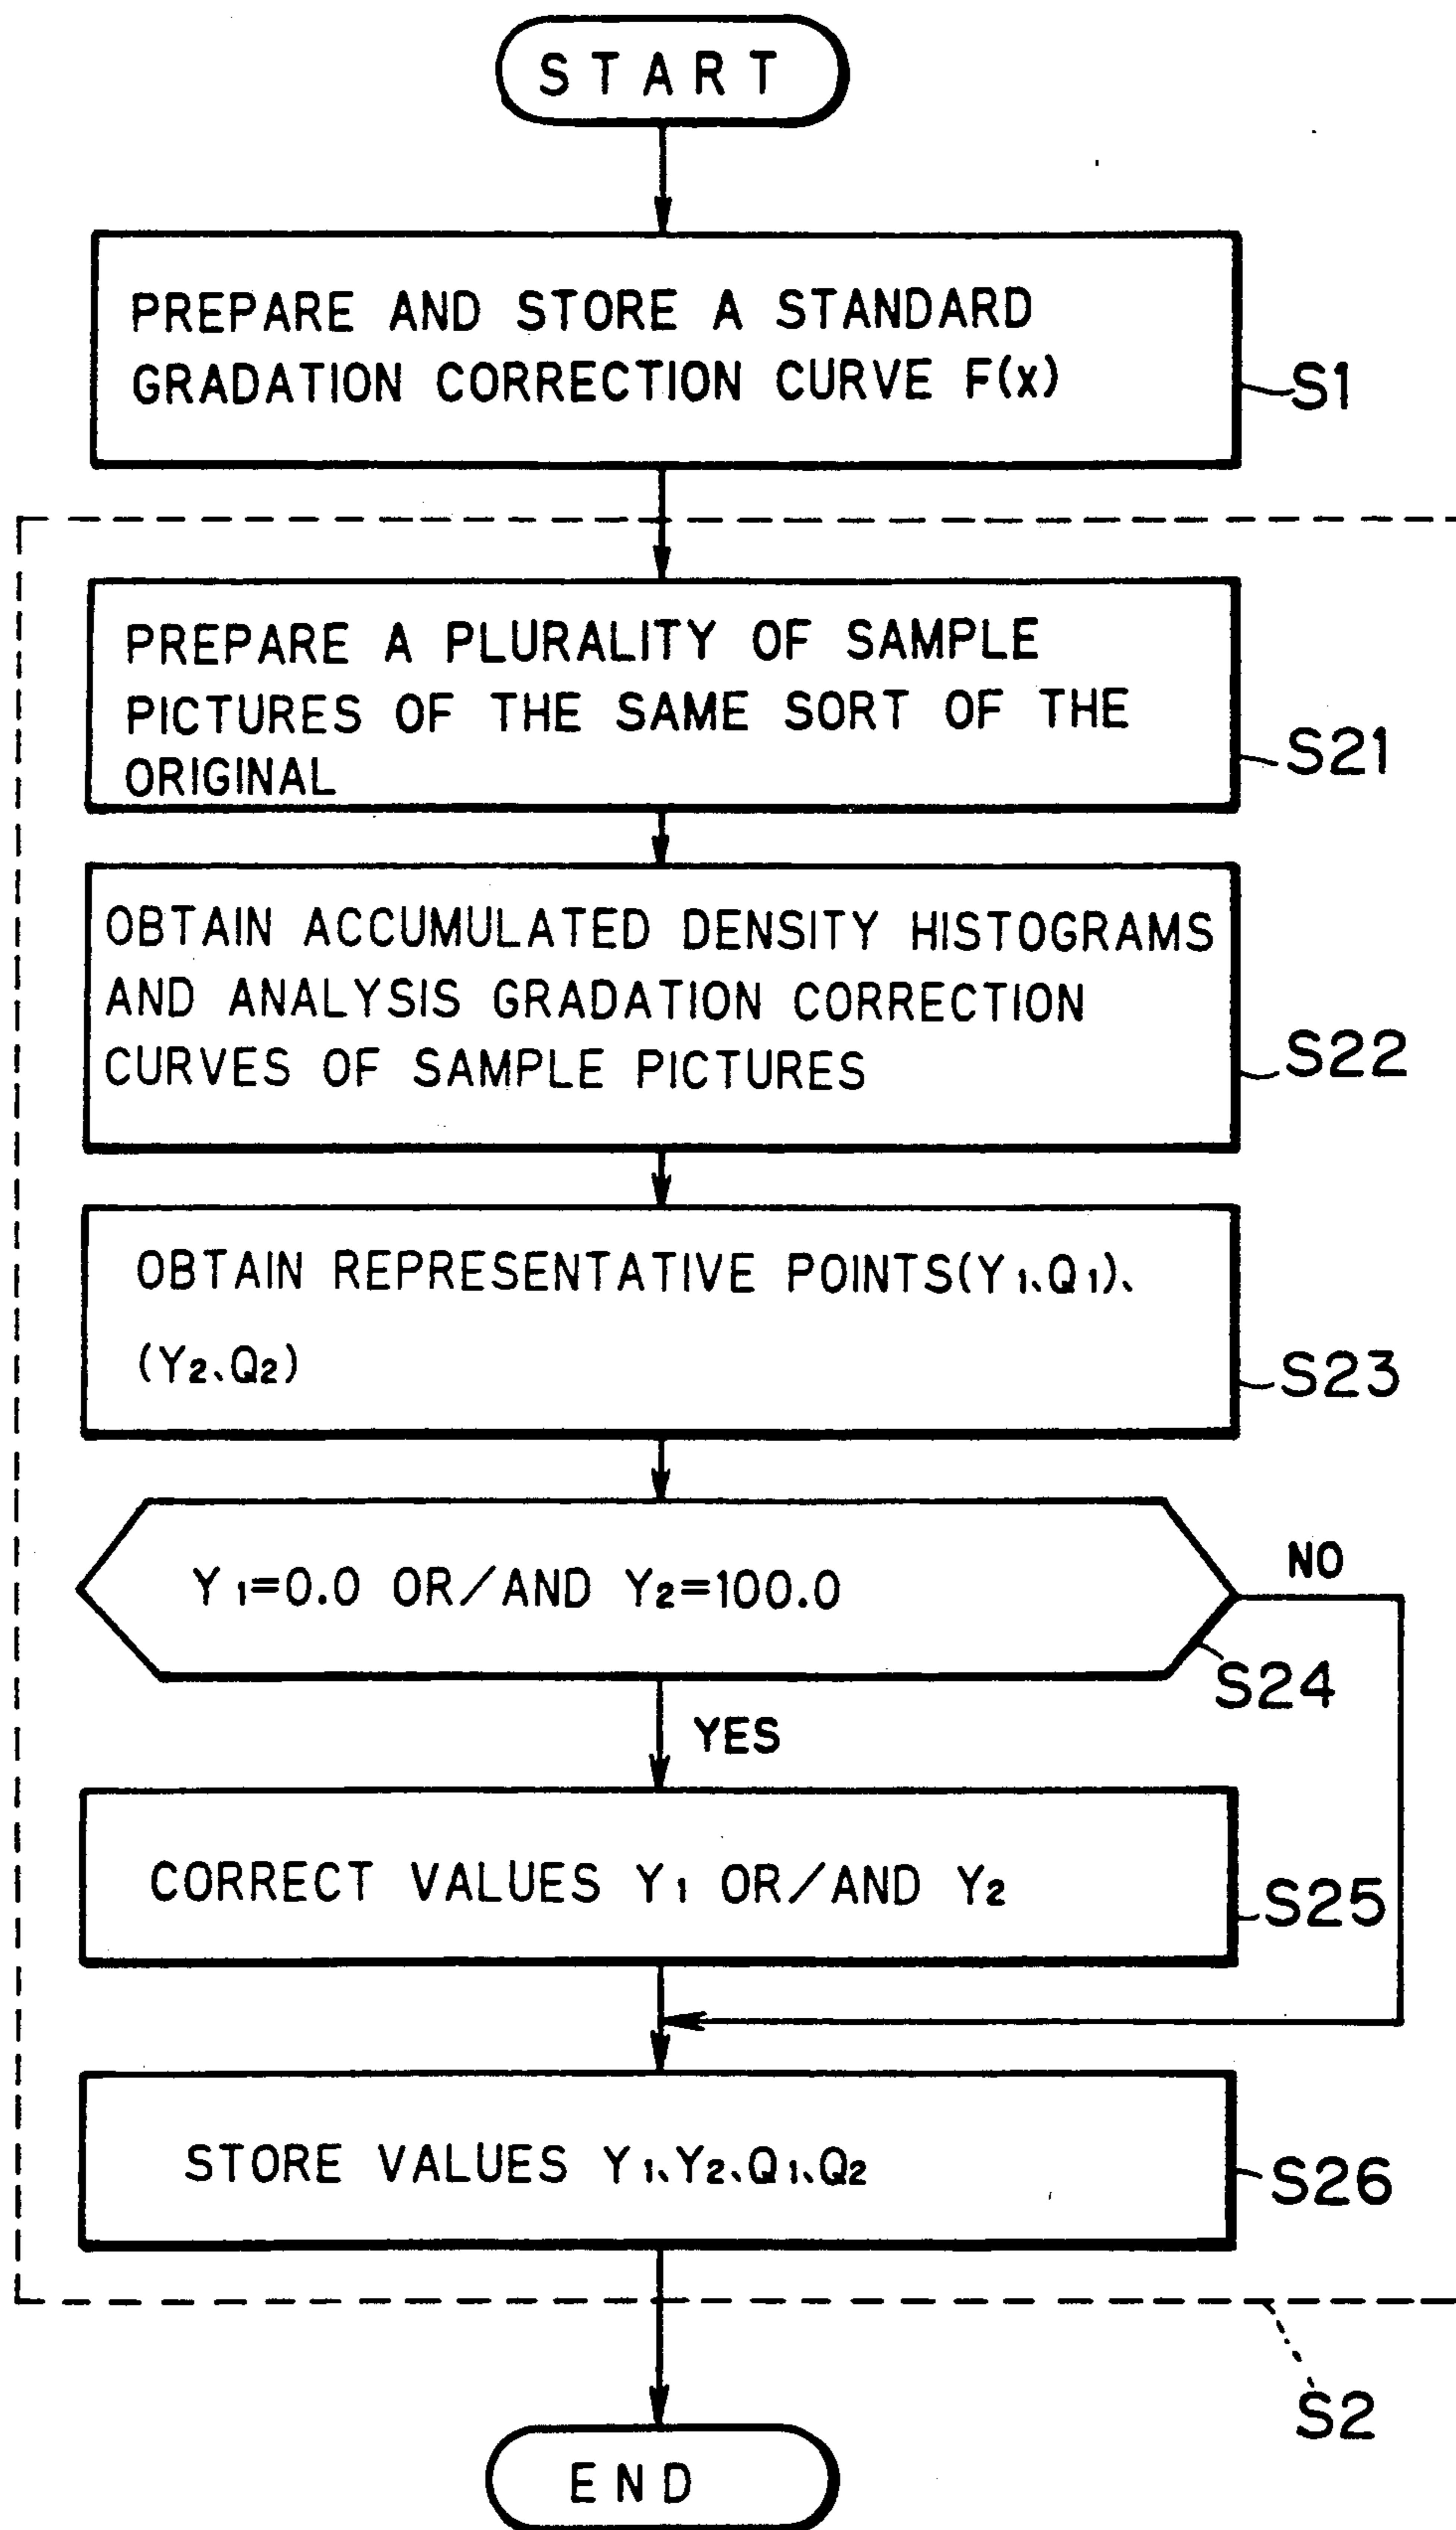 START
PREPARE AND STORE A STANDARD
GRADATION CORRECTION CURVE F(x)
S1
PREPARE A PLURALITY OF SAMPLE
PICTURES OF THE SAME SORT OF THE
ORIGINAL
S21
OBTAIN ACCUMULATED DENSITY HISTOGRAMS
AND ANALYSIS GRADATION CORRECTION
CURVES OF SAMPLE PICTURES
S22
OBTAIN REPRESENTATIVE POINTS(Y₁、Q₁)、
(Y₂、Q₂)
S23
Y₁=0.0 OR/AND Y₂=100.0
NO
S24
YES
CORRECT VALUES Y₁ OR/AND Y₂
S25
STORE VALUES Y₁、Y₂、Q₁、Q₂
S26
S2
END